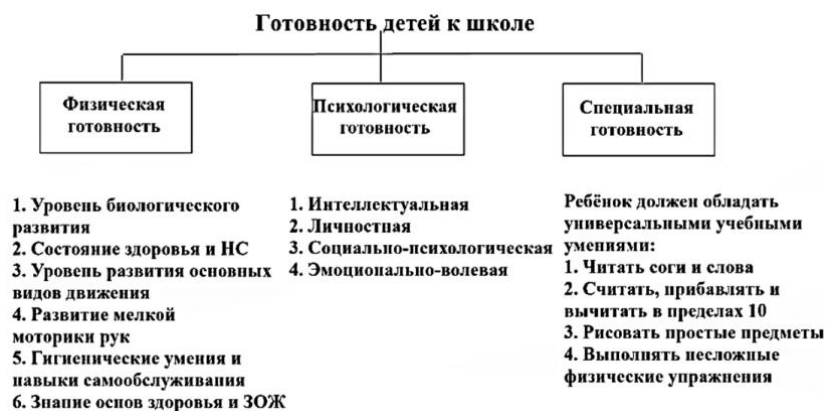 Готовность детей к школе
Физическая
готовность
Психологическая
готовность
Специальная
готовность
1. Уровень биологического
развития
2. Состояние здоровья и НС
3. Уровень развития основных
видов движения
4. Развитие мелкой
моторики рук
5. Гигиенические умения и
навыки самообслуживания
6. Знание основ здоровья и ЗОЖ
1. Интеллектуальная
2. Личностная
3. Социально-психологическая
4. Эмоционально-волевая
Ребёнок должен обладать
универсальными учебными
умениями:
1. Читать соги и слова
2. Считать, прибавлять и
вычитать в пределах 10
3. Рисовать простые предметы
4. Выполнять несложные
физические упражнения